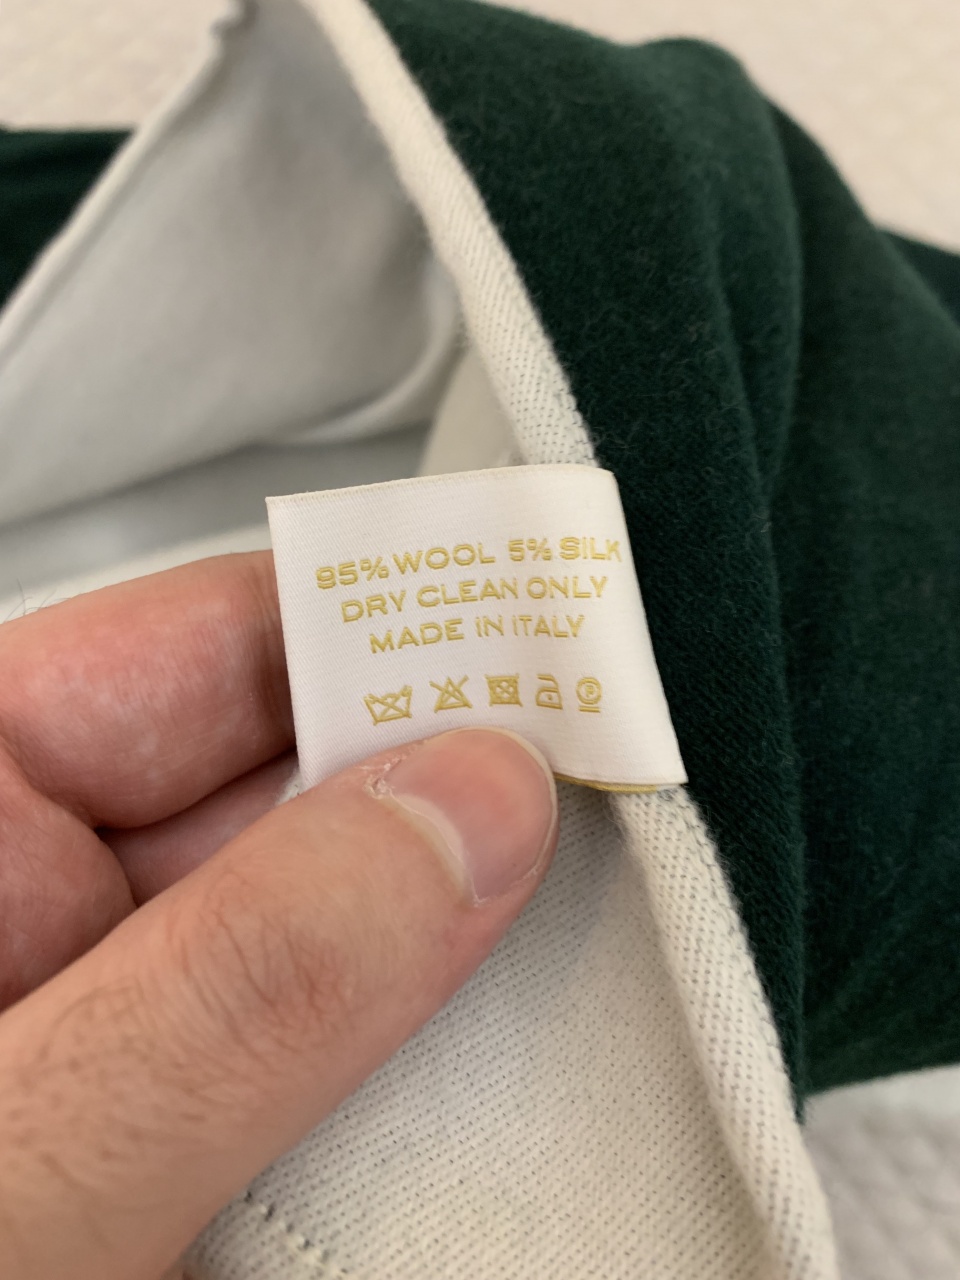 95% WOOL 5% SILK
DRY CLEAN ONLY
MADE IN ITALY
P